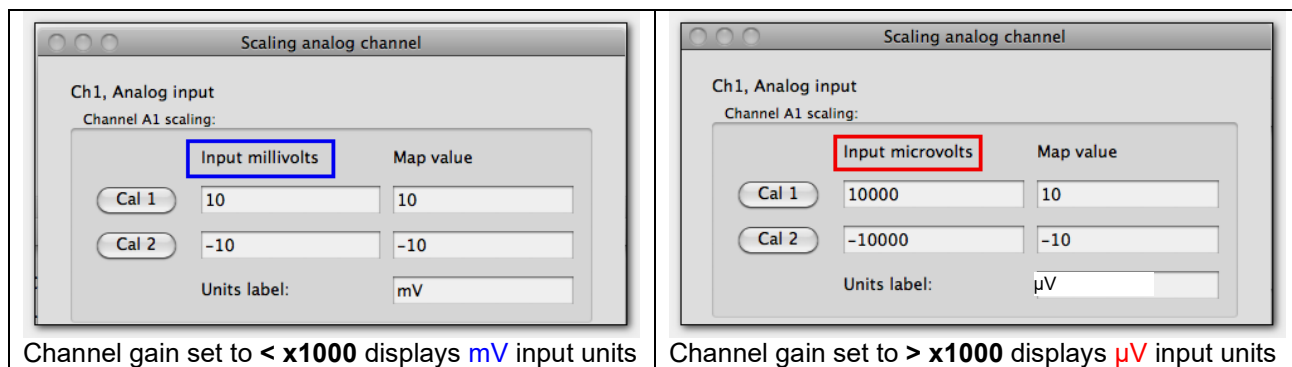 Scaling analog channel
Ch1, Analog input
Channel A1 scaling:
Input millivolts Map value
Cal 1 10 10
Cal 2 -10 -10
Units label: mV
Channel gain set to < x1000 displays mV input units
Scaling analog channel
Ch1, Analog input
Channel A1 scaling:
Input microvolts Map value
Cal 1 10000 10
Cal 2 -10000 -10
Units label: µV
Channel gain set to > x1000 displays µV input units